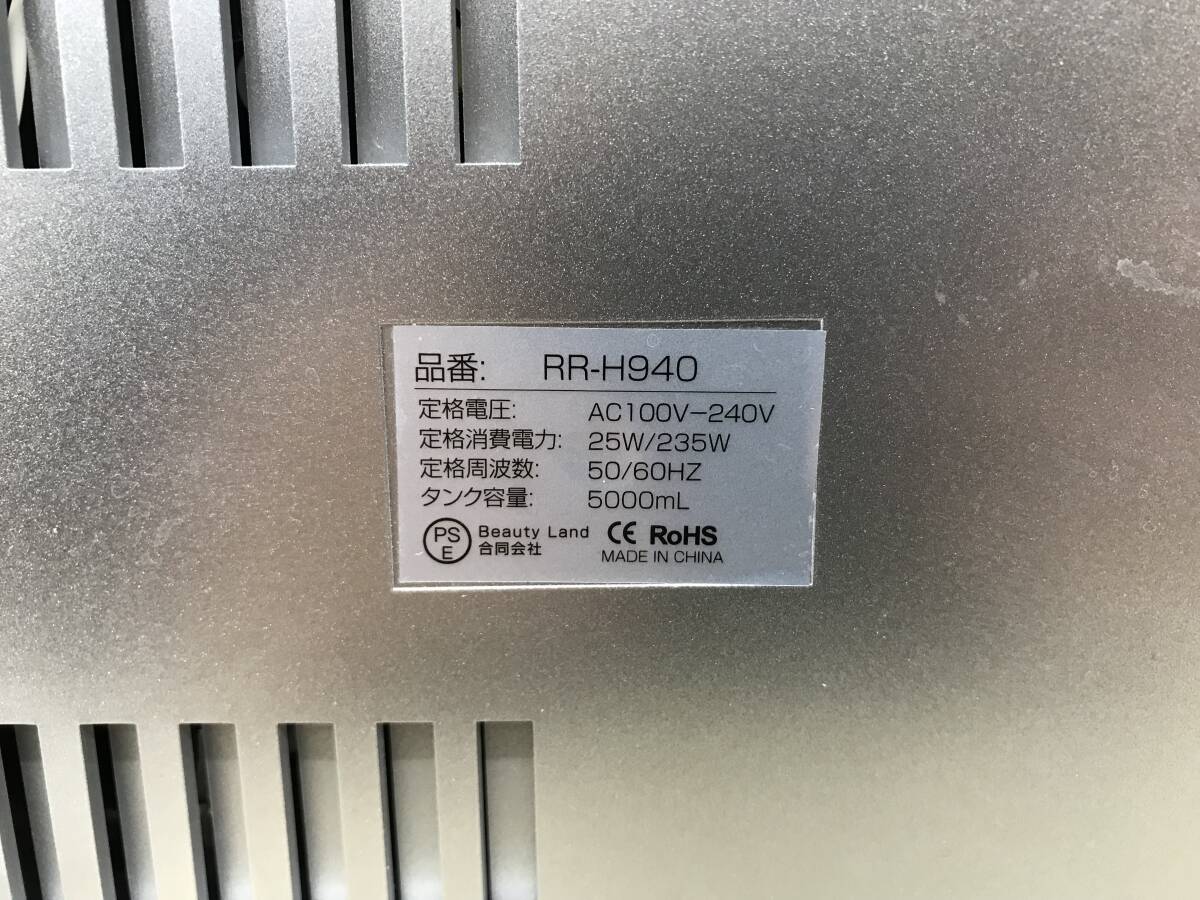 品番: RR-H940
定格電圧: AC100V-240V
定格消費電力: 25W/235W
定格周波数: 50/60HZ
タンク容量: 5000mL
PSE Beauty Land 合同会社 CE RoHS
MADE IN CHINA